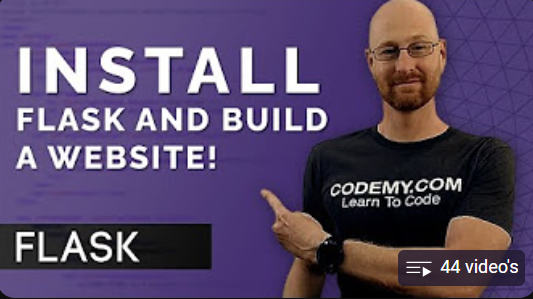 INSTALL
FLASK AND BUILD
A WEBSITE!
CODEMY.COM
Learn To Code
FLASK
44 video's